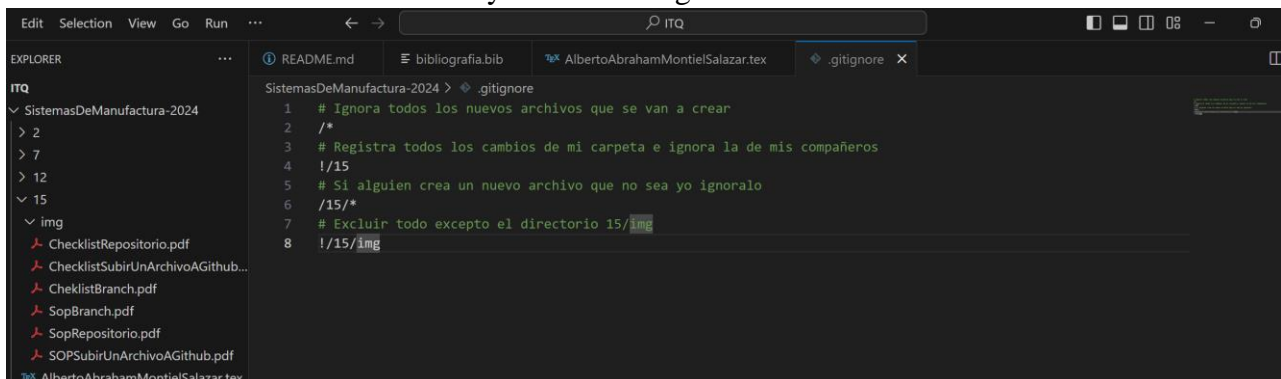 Edit Selection View Go Run ···
ITQ
EXPLORER ···
README.md
bibliografia.bib
AlbertoAbrahamMontielSalazar.tex
.gitignore
ITQ
SistemasDeManufactura-2024
2
7
12
15
img
ChecklistRepositorio.pdf
ChecklistSubirUnArchivoAGithub...
CheklistBranch.pdf
SopBranch.pdf
SopRepositorio.pdf
SOPSubirUnArchivoAGithub.pdf
AlbertoAbrahamMontielSalazar.tex
SistemasDeManufactura-2024 > .gitignore
1 # Ignora todos los nuevos archivos que se van a crear
2 /*
3 # Registra todos los cambios de mi carpeta e ignora la de mis compañeros
4 !/15
5 # Si alguien crea un nuevo archivo que no sea yo ignoralo
6 /15/*
7 # Excluir todo excepto el directorio 15/img
8 !/15/img